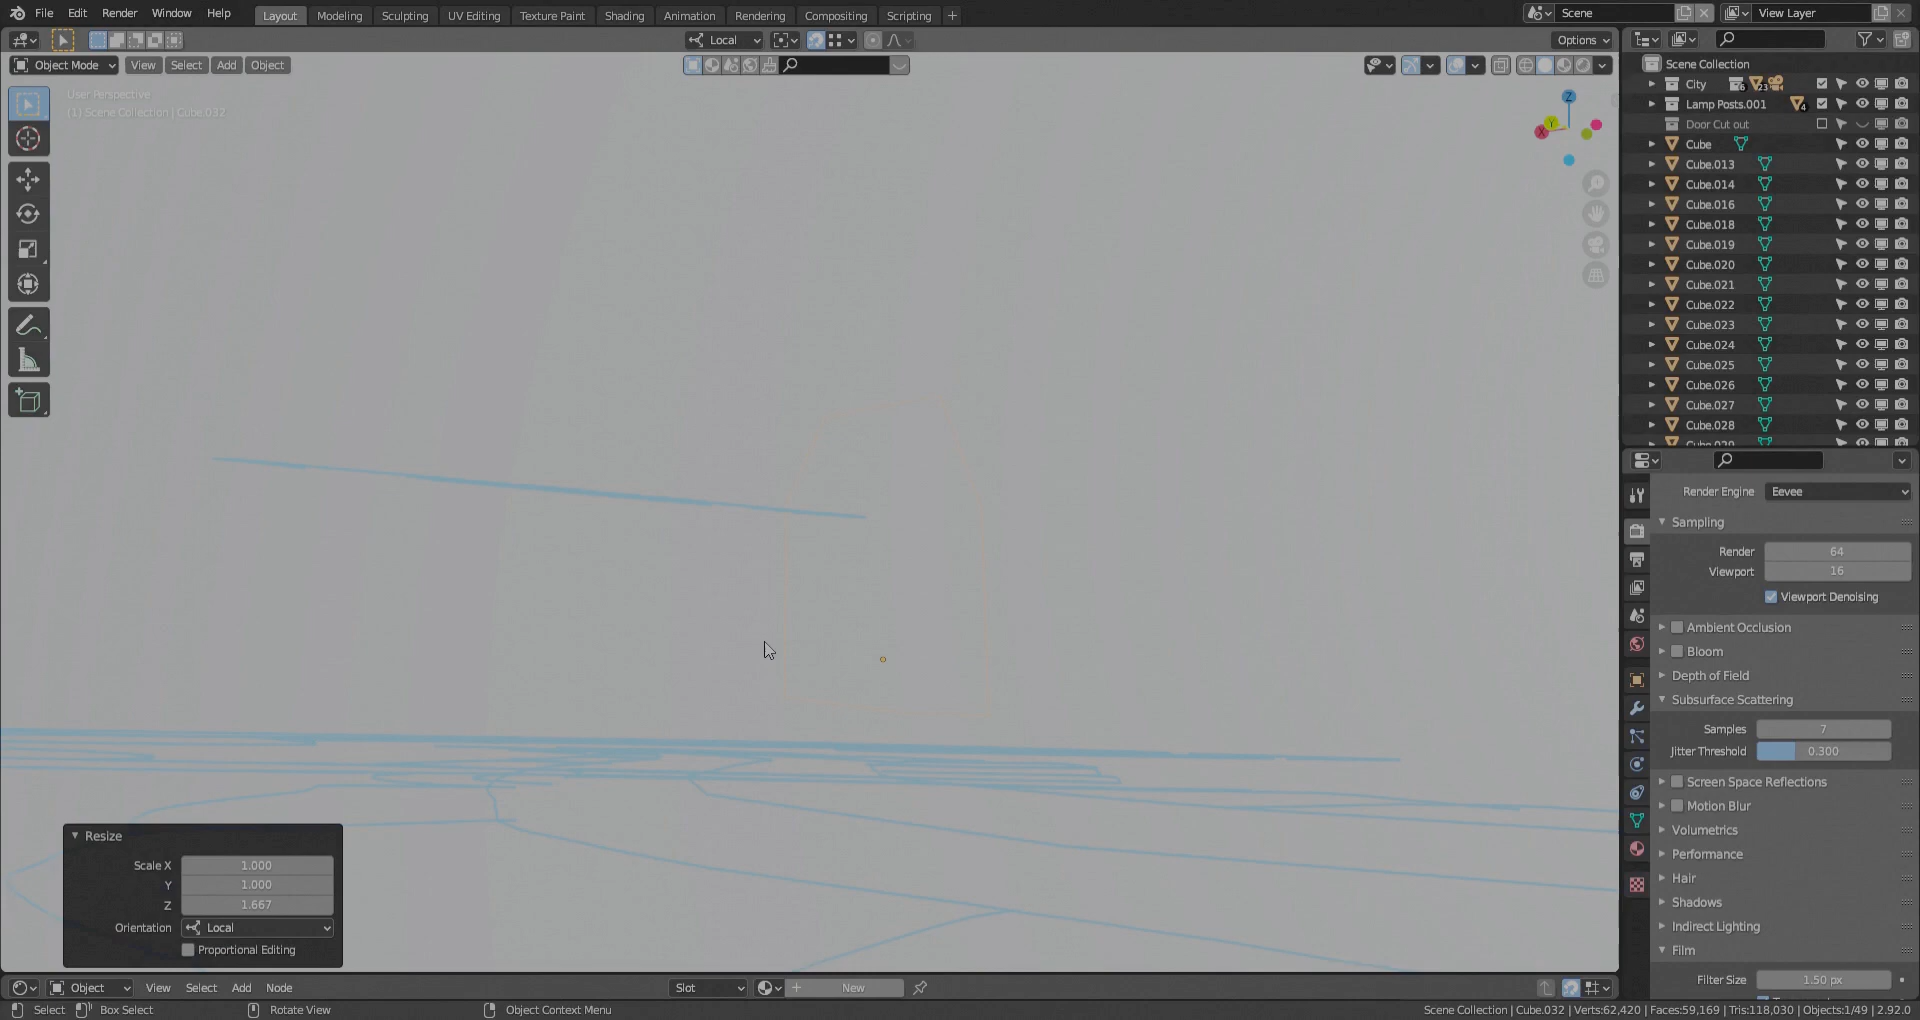 File Edit Render Window Help Layout Modeling Sculpting UV Editing Texture Paint Shading Animation Rendering Compositing Scripting + Scene View Layer
Local Options
Object Mode View Select Add Object
User Perspective
(1) Scene Collection | Cube.032
Z
Y
X
Scene Collection
City 6 23
Lamp Posts.001 4
Door Cut out
Cube
Cube.013
Cube.014
Cube.016
Cube.018
Cube.019
Cube.020
Cube.021
Cube.022
Cube.023
Cube.024
Cube.025
Cube.026
Cube.027
Cube.028
Cube.029
Render Engine Eevee
Sampling
Render 64
Viewport 16
Viewport Denoising
Ambient Occlusion
Bloom
Depth of Field
Subsurface Scattering
Samples 7
Jitter Threshold 0.300
Screen Space Reflections
Motion Blur
Volumetrics
Performance
Hair
Shadows
Indirect Lighting
Film
Filter Size 1.50 px
Resize
Scale X 1.000
Y 1.000
Z 1.667
Orientation Local
Proportional Editing
Object View Select Add Node Slot + New
Select Box Select Rotate View Object Context Menu Scene Collection | Cube.032 | Verts:62,420 | Faces:59,169 | Tris:118,030 | Objects:1/49 | 2.92.0